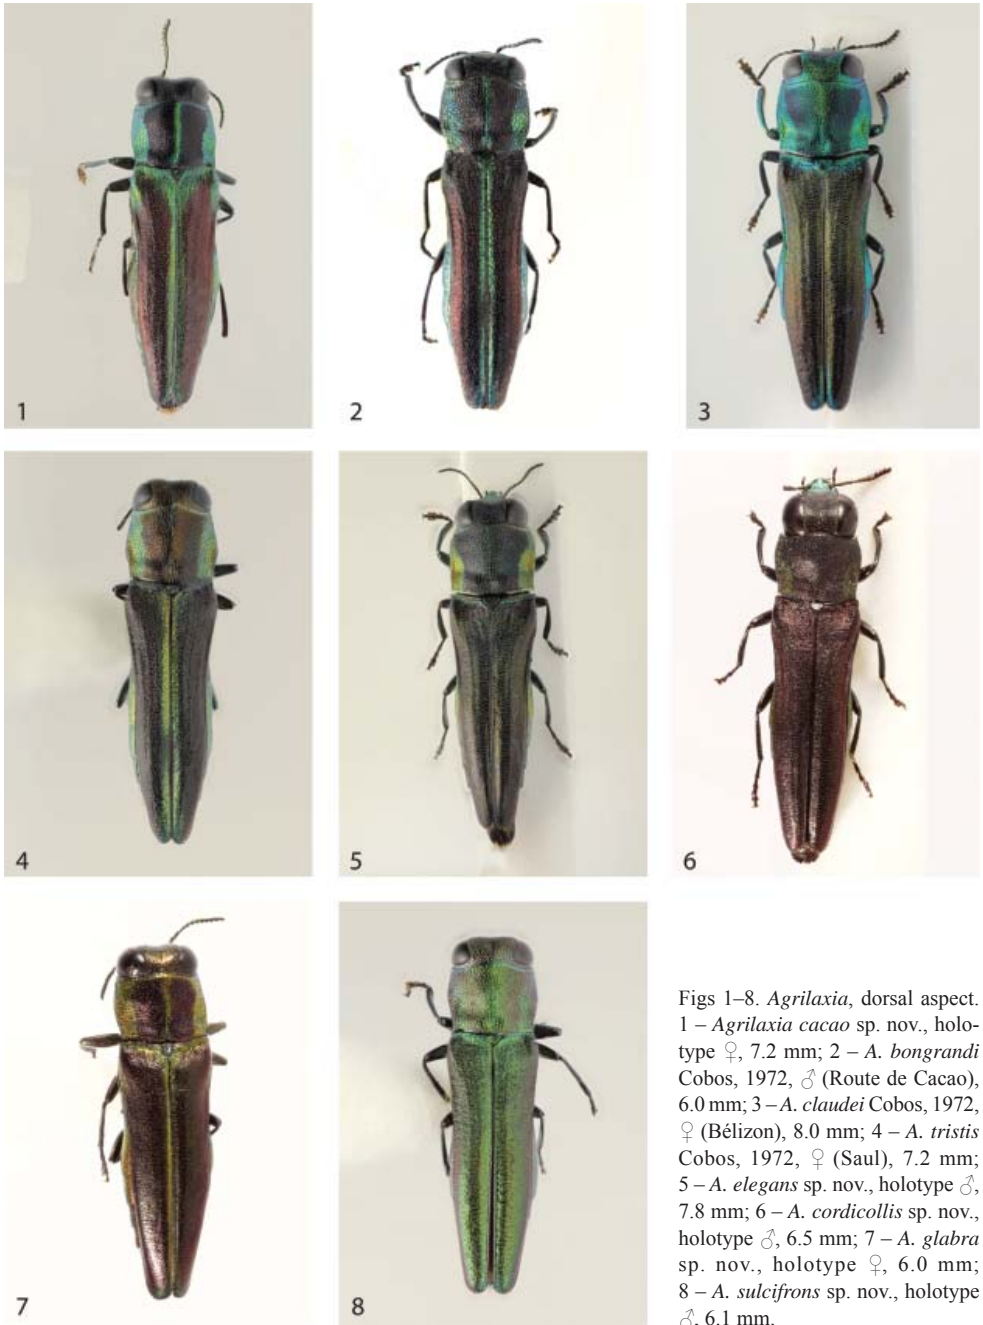 1
2
3
4
5
6
7
8
Figs 1–8. Agrilaxia, dorsal aspect.
1 – Agrilaxia cacao sp. nov., holo-
type ♀, 7.2 mm; 2 – A. bongrandi
Cobos, 1972, ♂ (Route de Cacao),
6.0 mm; 3 – A. claudei Cobos, 1972,
♀ (Bélizon), 8.0 mm; 4 – A. tristis
Cobos, 1972, ♀ (Saul), 7.2 mm;
5 – A. elegans sp. nov., holotype ♂,
7.8 mm; 6 – A. cordicollis sp. nov.,
holotype ♂, 6.5 mm; 7 – A. glabra
sp. nov., holotype ♀, 6.0 mm;
8 – A. sulcifrons sp. nov., holotype
♂, 6.1 mm.